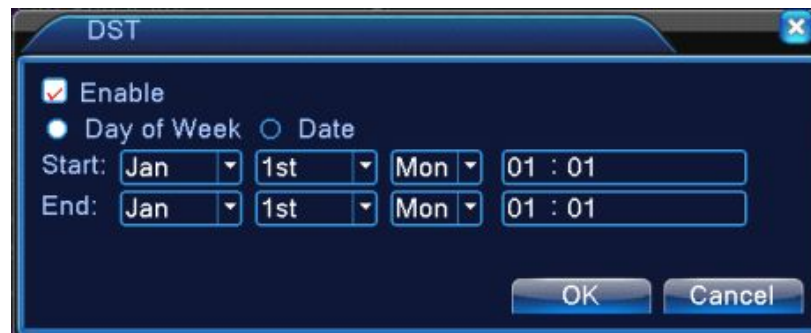 DST
Enable
Day of Week Date
Start: Jan 1st Mon 01 : 01
End: Jan 1st Mon 01 : 01
OK Cancel